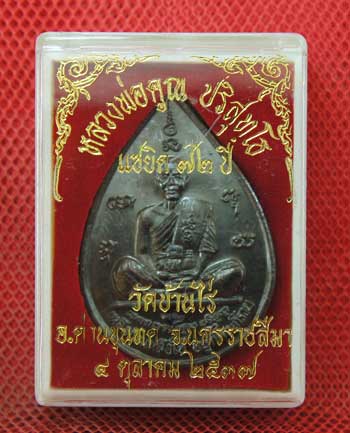 หลวงพ่อคูณ ปริสุทฺโธ
แซยิด ๗๒ ปี
วัดบ้านไร่
อ.ด่านขุนทด จ.นครราชสีมา
๔ ตุลาคม ๒๕๓๗